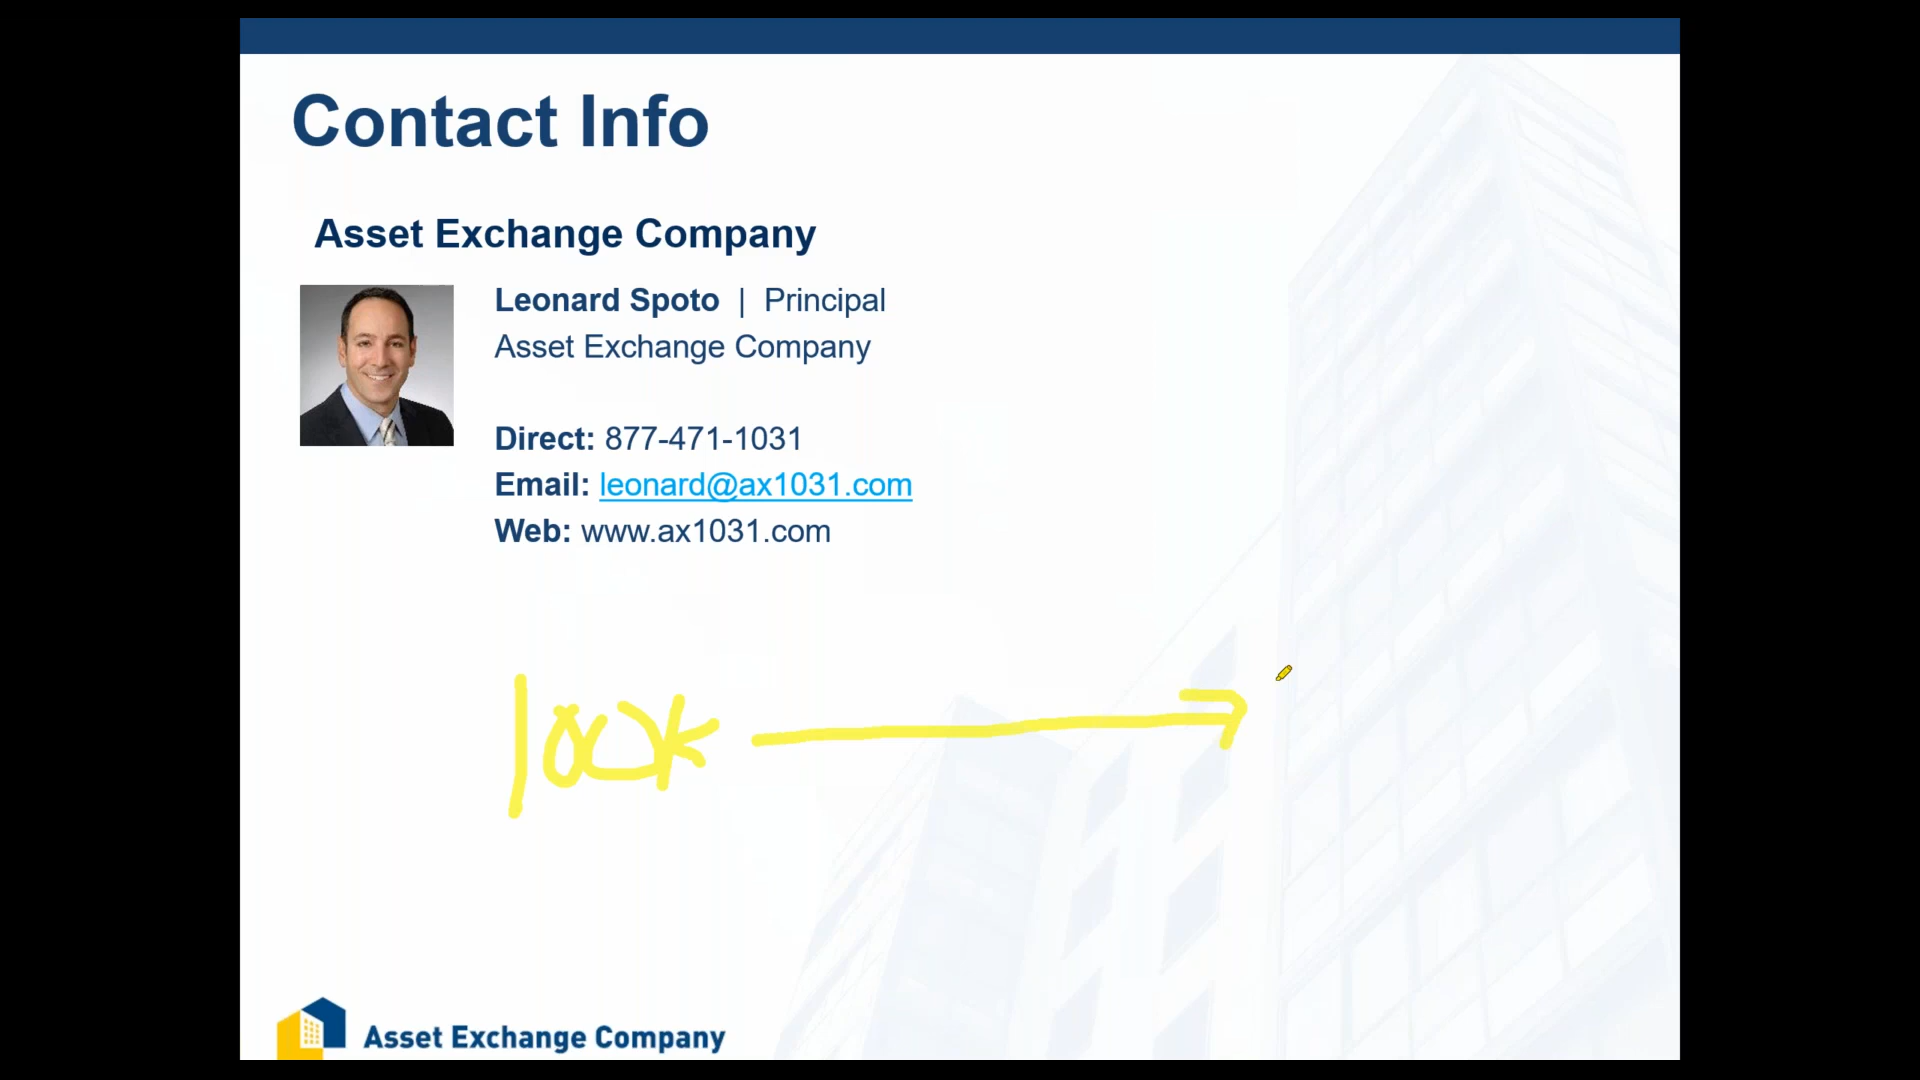 Contact Info
Asset Exchange Company
Leonard Spoto | Principal
Asset Exchange Company
Direct: 877-471-1031
Email: leonard@ax1031.com
Web: www.ax1031.com
Asset Exchange Company